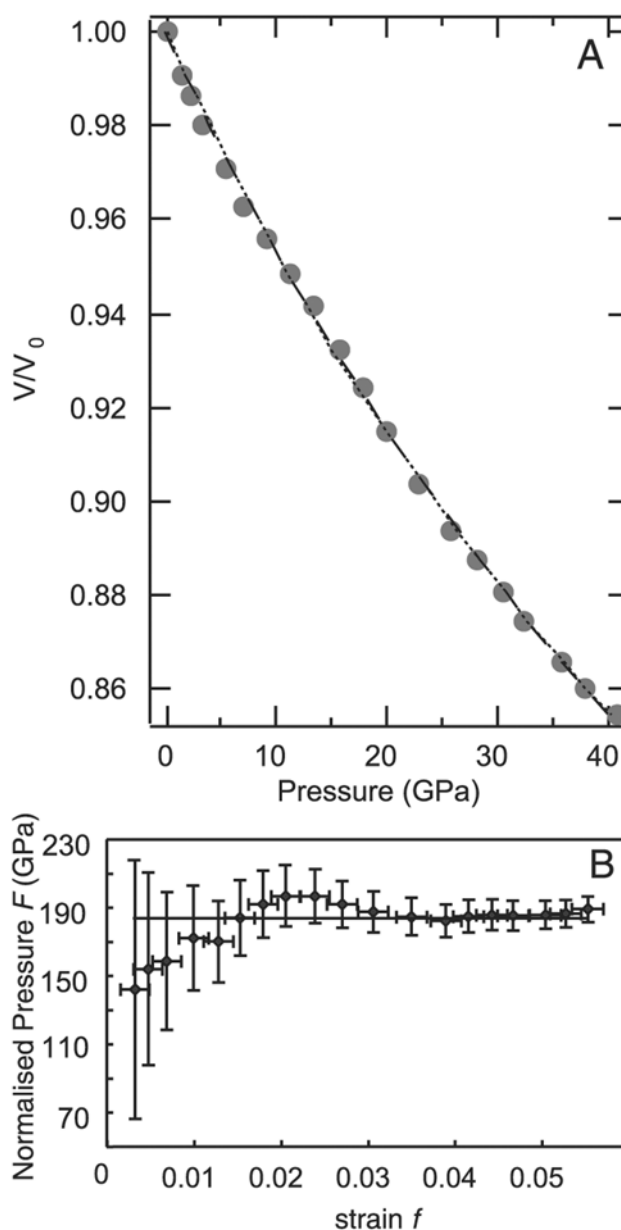 A
1.00
0.98
0.96
0.94
0.92
0.90
0.88
0.86
V/V0
0 10 20 30 40
Pressure (GPa)
B
230
190
150
110
70
Normalised Pressure F (GPa)
0 0.01 0.02 0.03 0.04 0.05
strain f